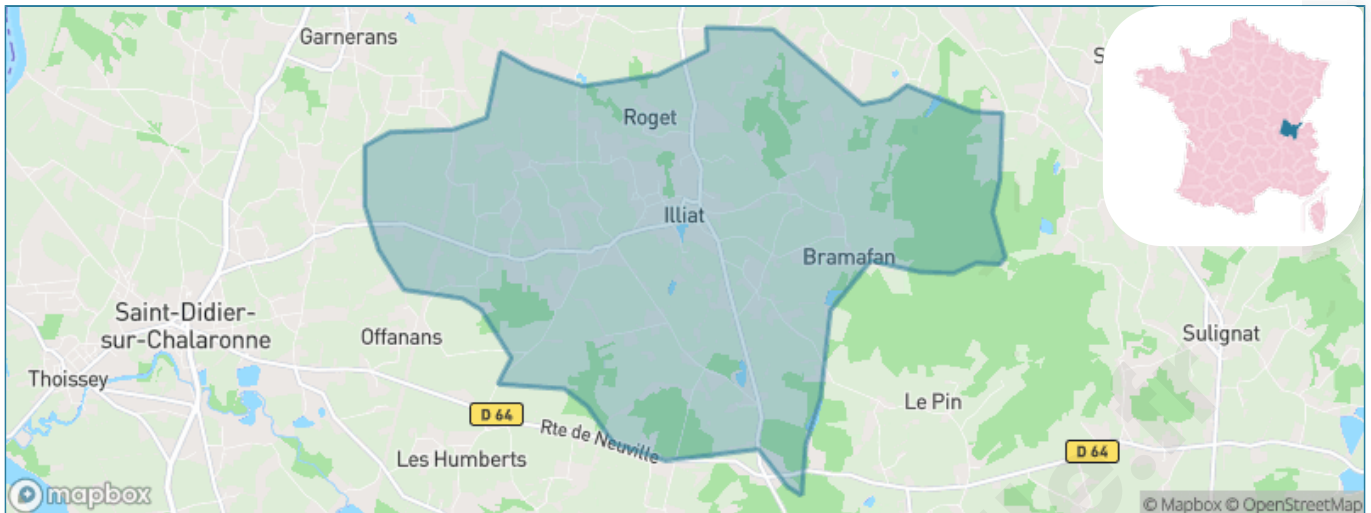 Garnerans
S
Roget
Illiat
Bramafan
Saint-Didier-
sur-Chalaronne
Offanans
Sulignat
Thoissey
Le Pin
D 64
Rte de Neuville
D 64
Les Humberts
mapbox
© Mapbox © OpenStreetMap